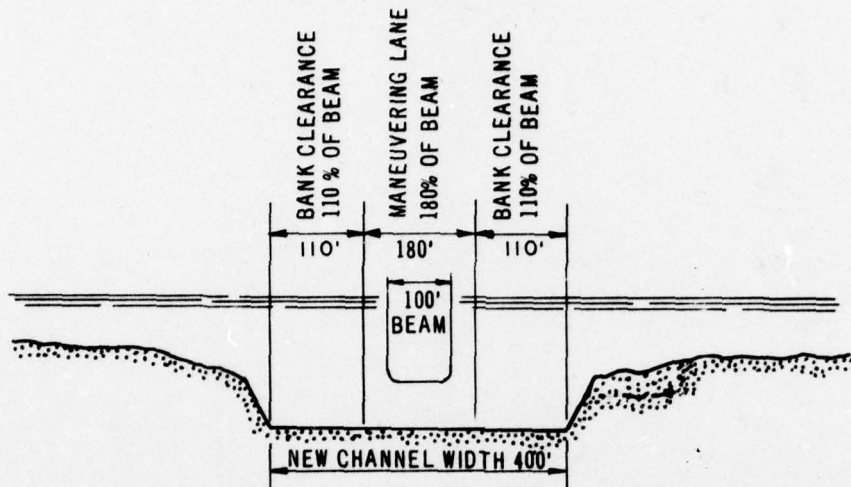 BANK CLEARANCE
110 % OF BEAM
MANEUVERING LANE
180% OF BEAM
BANK CLEARANCE
110% OF BEAM
110'
180'
110'
100'
BEAM
NEW CHANNEL WIDTH 400'